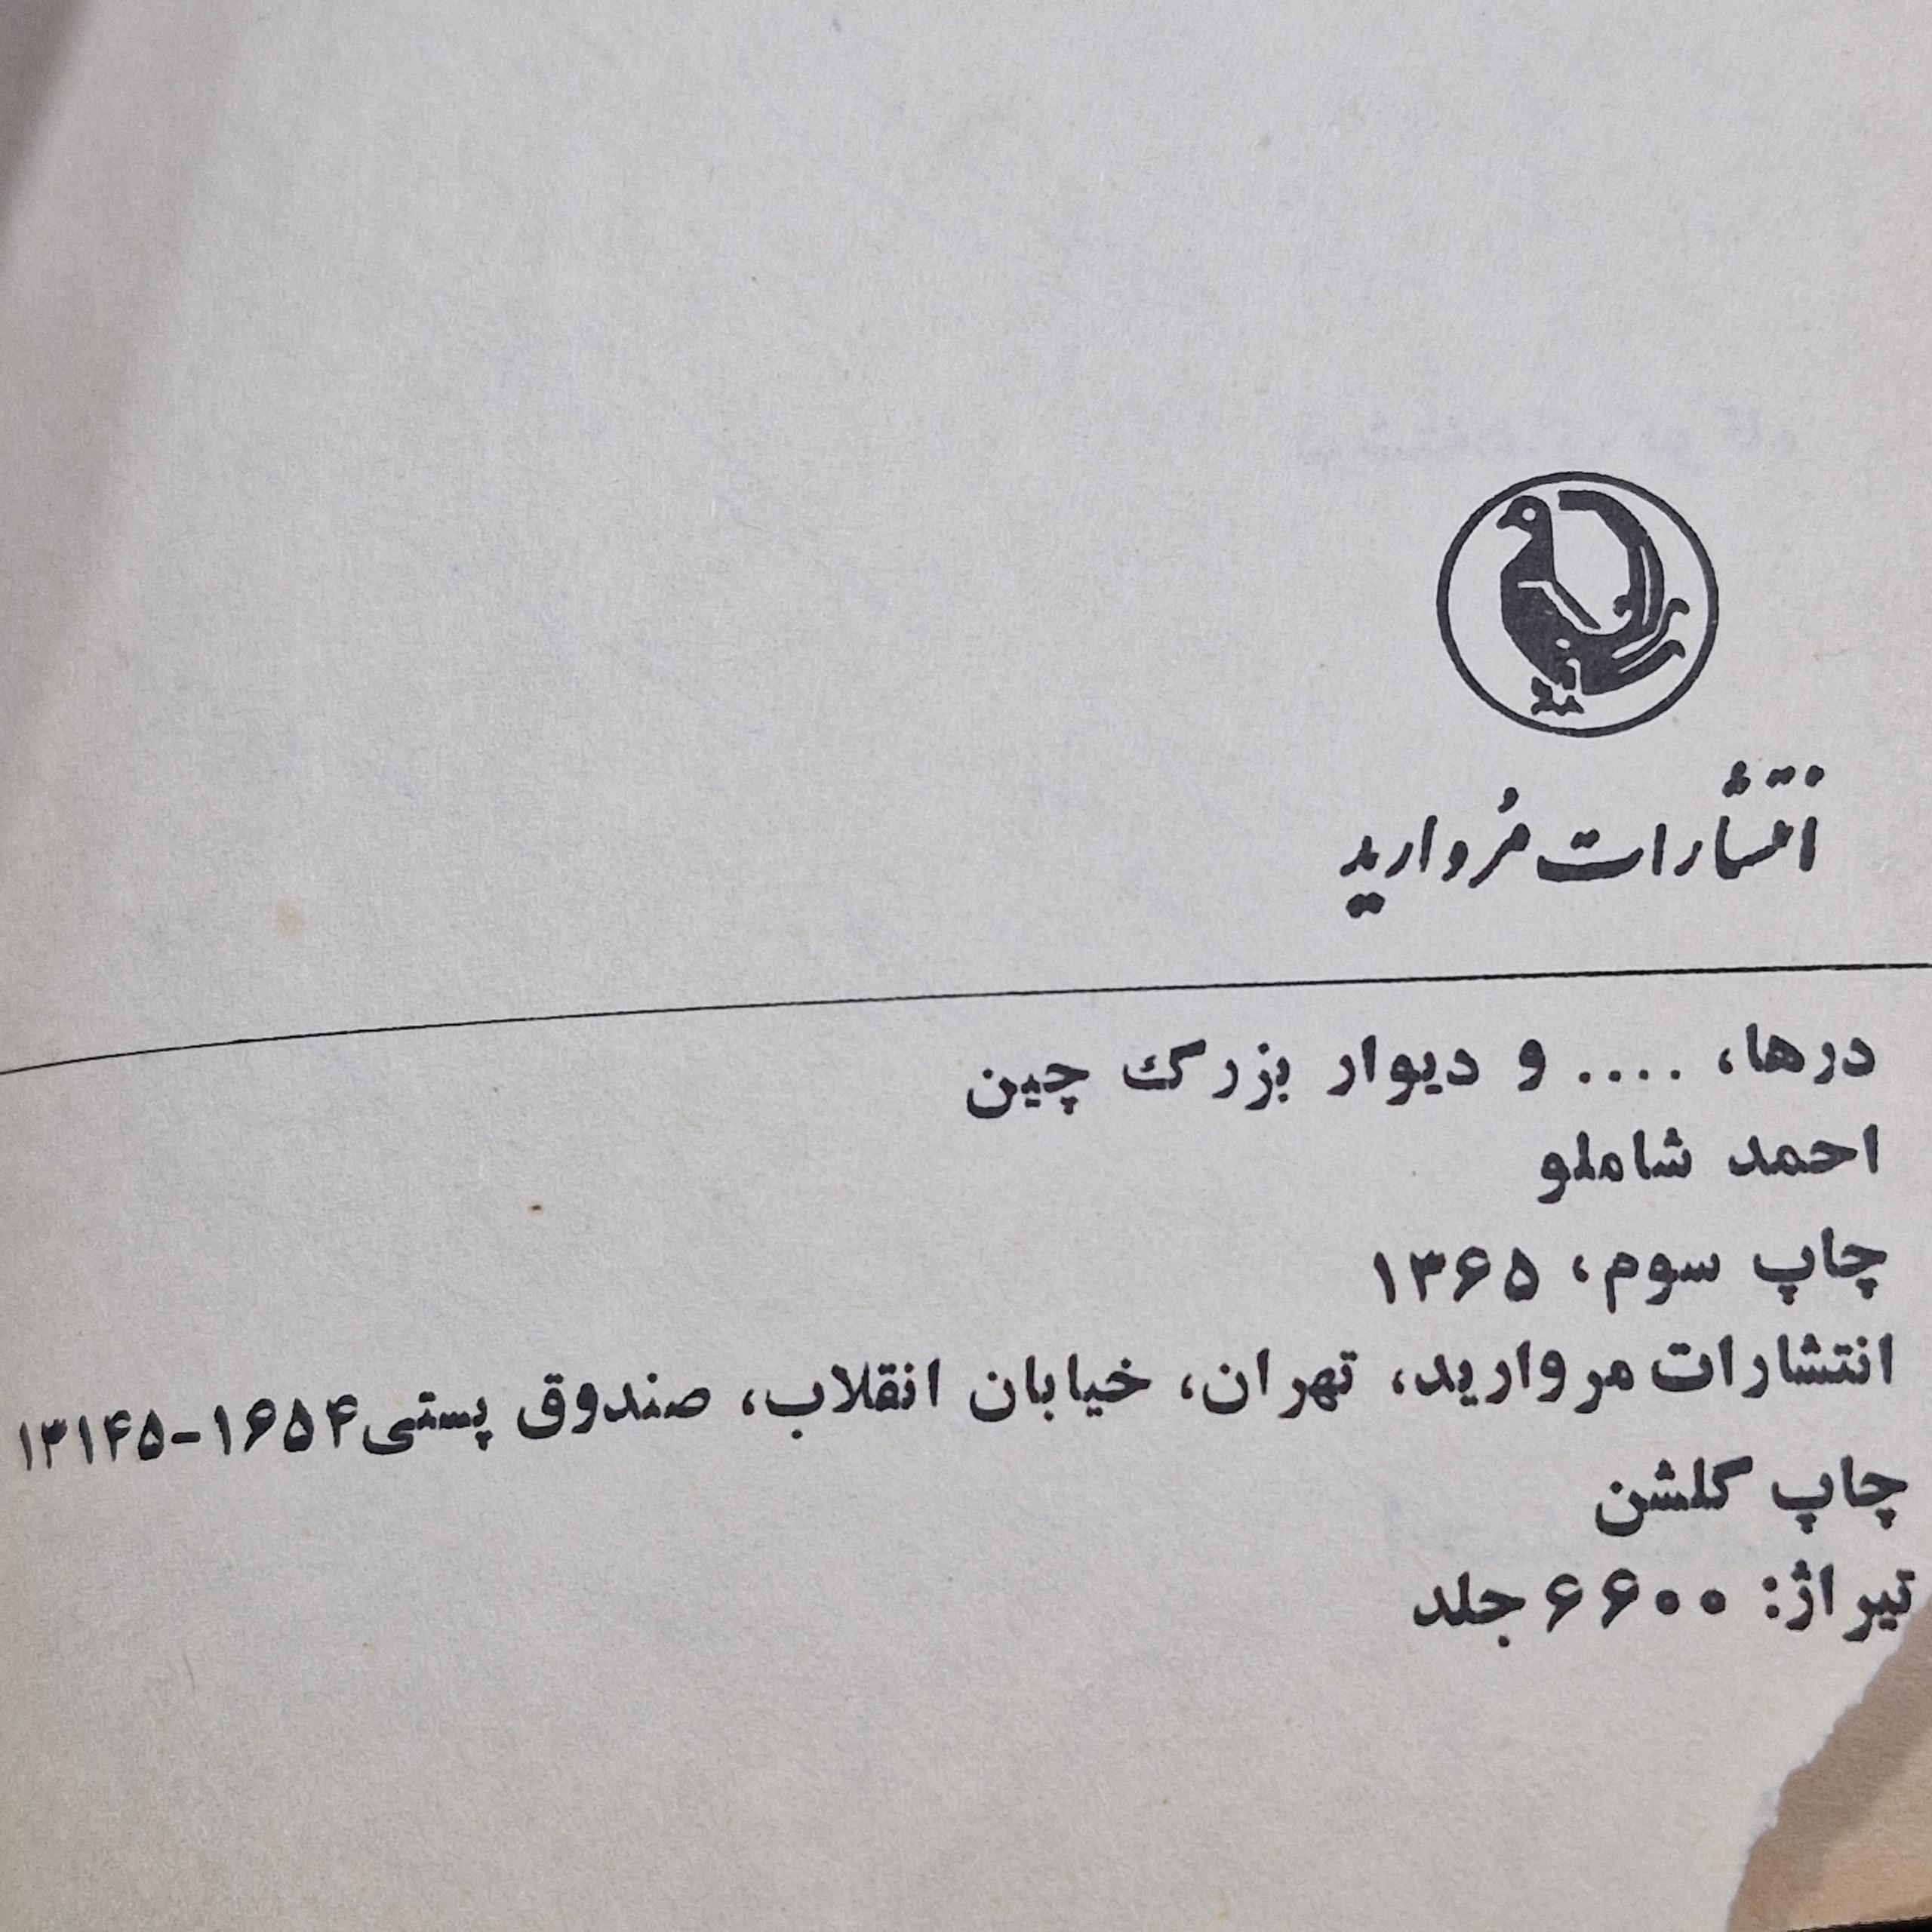 انتشارات مُروارید
درها، .... و دیوار بزرگ چین
احمد شاملو
چاپ سوم، ۱۳۶۵
انتشارات مروارید، تهران، خیابان انقلاب، صندوق پستی ۱۶۵۴-۱۳۱۴۵
چاپ گلشن
تیراژ: ۶۶۰۰ جلد